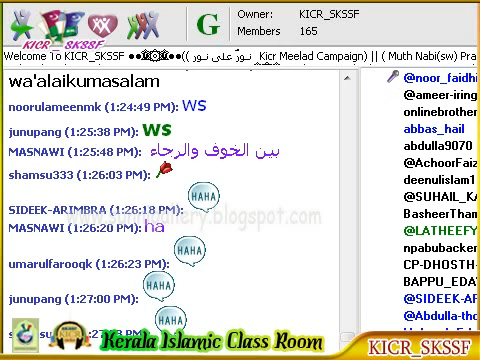 KICR_SKSSF
G
Owner: KICR_SKSSF
Members 165
Welcome To KICR_SKSSF ●●۩۞۩●●((نورٌ على نور Kicr Meelad Campaign) || ( Muth Nabi(sw) Pra
wa'alaikumasalam
noorulameenmk (1:24:49 PM): WS
junupang (1:25:38 PM): WS
MASNAWI (1:25:48 PM): بين الخوف والرجاء
shamsu333 (1:26:03 PM):
SIDEEK-ARIMBRA (1:26:18 PM): HAHA
MASNAWI (1:26:20 PM): ha
umarulfarooqk (1:26:23 PM): HAHA
junupang (1:27:00 PM): HAHA
HAHA
@noor_faidhi
@ameer-iring
onlinebrother
abbas_hail
abdulla9070
@AchoorFaiz
deenulislam1
@SUHAIL_KA
BasheerTham
@LATHEEFY
npabubacker
CP-DHOSTH-
BAPPU_EDA
@SIDEEK-AR
@Abdulla-tho
Kerala Islamic Class Room
KICR_SKSSF